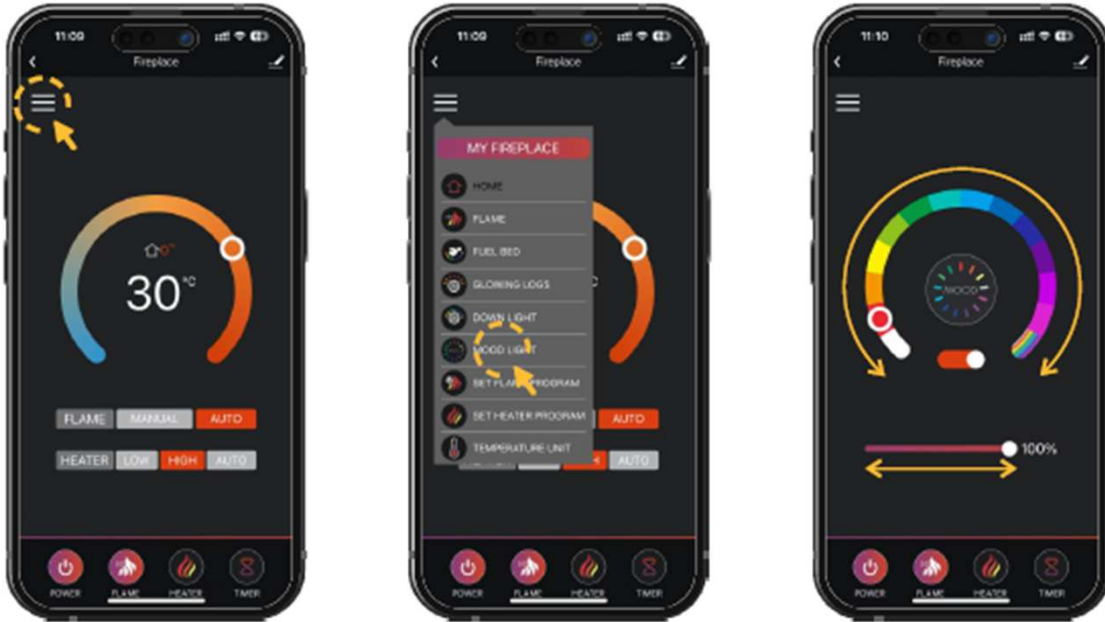 11:09
Fireplace
0°
30°C
FLAME MANUAL AUTO
HEATER LOW HIGH AUTO
POWER FLAME HEATER TIMER
11:09
Fireplace
MY FIREPLACE
HOME
FLAME
FUEL BED
GLOWING LOGS
DOWN LIGHT
MOOD LIGHT
SET FLAME PROGRAM
SET HEATER PROGRAM
TEMPERATURE UNIT
AUTO
AUTO
POWER FLAME HEATER TIMER
11:10
Fireplace
MOOD
100%
POWER FLAME HEATER TIMER